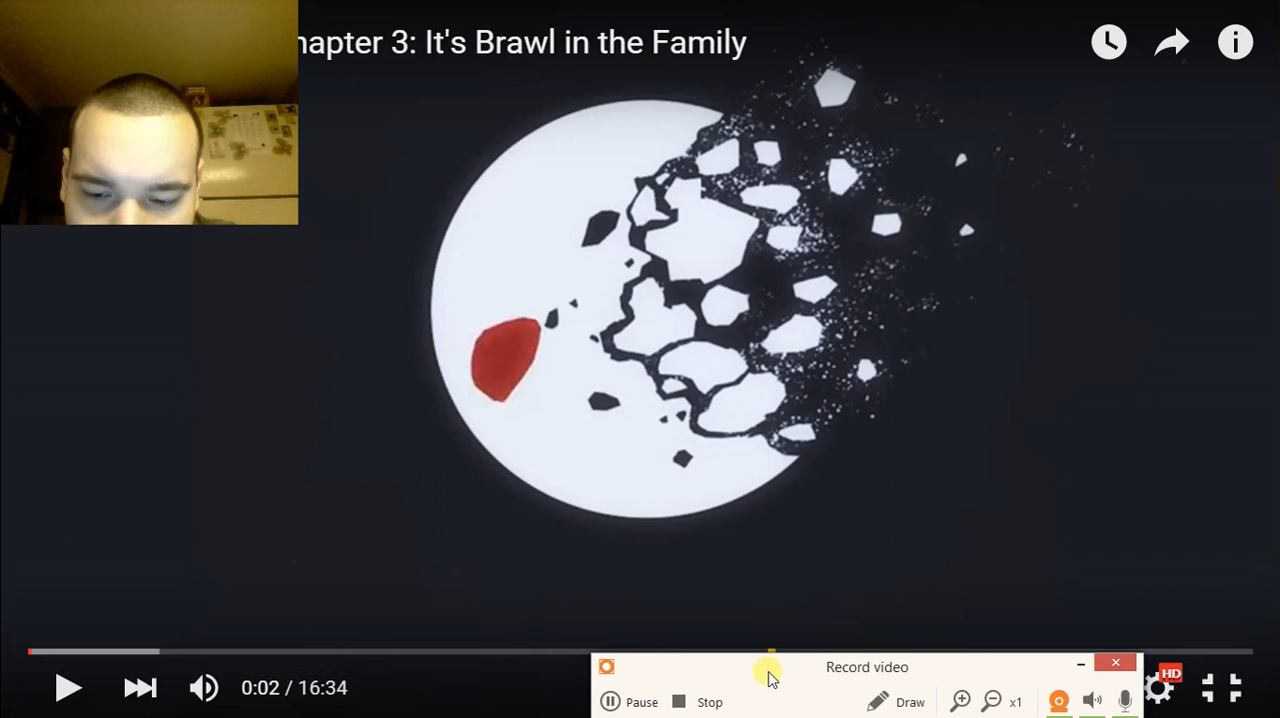 hapter 3: It's Brawl in the Family
Record video
Pause
Stop
Draw
x1
HD
0:02 / 16:34